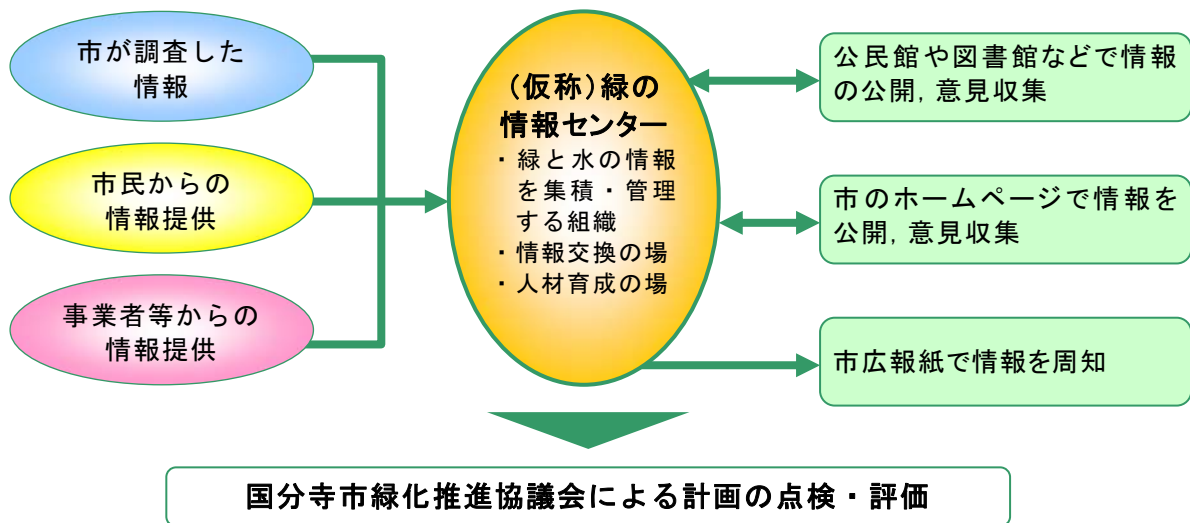 市が調査した
情報
市民からの
情報提供
事業者等からの
情報提供
(仮称)緑の
情報センター
・緑と水の情報
を集積・管理
する組織
・情報交換の場
・人材育成の場
公民館や図書館などで情報
の公開, 意見収集
市のホームページで情報を
公開, 意見収集
市広報紙で情報を周知
国分寺市緑化推進協議会による計画の点検・評価